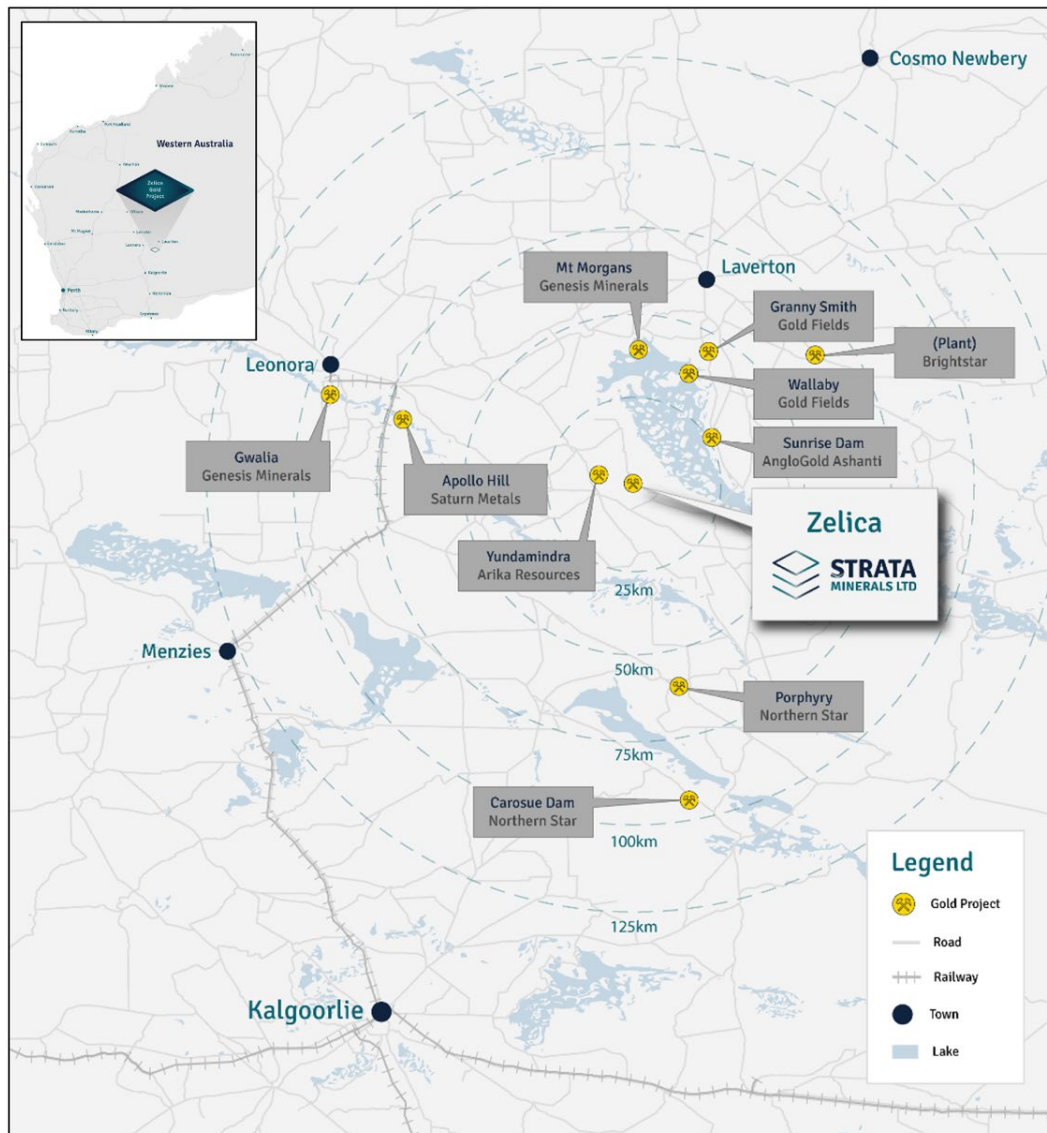 Western Australia
Zelica
Gold
Project
Perth
Cosmo Newbery
Laverton
Mt Morgans
Genesis Minerals
Granny Smith
Gold Fields
(Plant)
Brightstar
Leonora
Wallaby
Gold Fields
Gwalia
Genesis Minerals
Apollo Hill
Saturn Metals
Sunrise Dam
AngloGold Ashanti
Zelica
STRATA
MINERALS LTD
Yundamindra
Arika Resources
25km
Menzies
50km
Porphyry
Northern Star
75km
Carosue Dam
Northern Star
100km
125km
Kalgoorlie
Legend
Gold Project
Road
Railway
Town
Lake